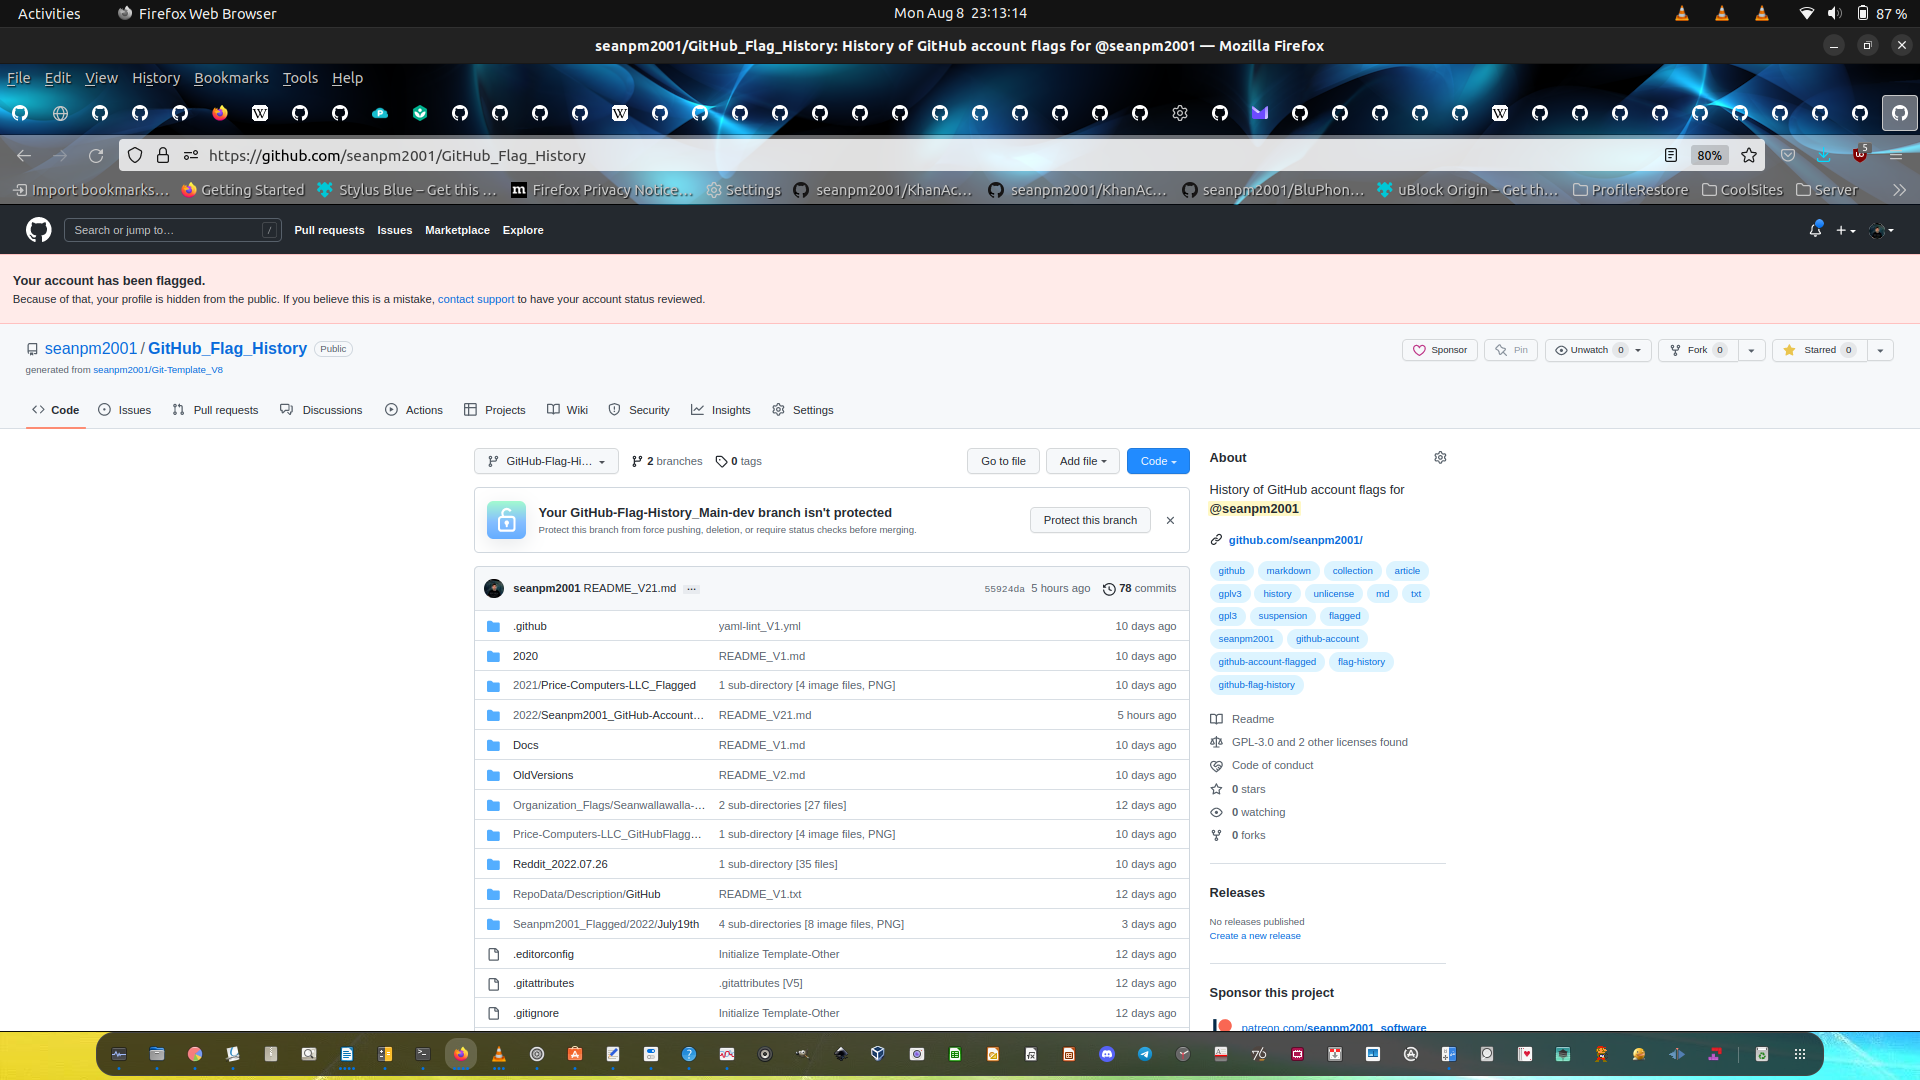 Activities
Firefox Web Browser
Mon Aug 8 23:13:14
87 %
seanpm2001/GitHub_Flag_History: History of GitHub account flags for @seanpm2001 — Mozilla Firefox
File Edit View History Bookmarks Tools Help
https://github.com/seanpm2001/GitHub_Flag_History
80%
5
Import bookmarks… Getting Started Stylus Blue – Get this … Firefox Privacy Notice… Settings seanpm2001/KhanAc… seanpm2001/KhanAc… seanpm2001/BluPhon… uBlock Origin – Get th… ProfileRestore CoolSites Server
Search or jump to…
/
Pull requests Issues Marketplace Explore
Your account has been flagged.
Because of that, your profile is hidden from the public. If you believe this is a mistake, contact support to have your account status reviewed.
seanpm2001 / GitHub_Flag_History Public
generated from seanpm2001/Git-Template_V8
Sponsor Pin Unwatch 0 Fork 0 Starred 0
Code Issues Pull requests Discussions Actions Projects Wiki Security Insights Settings
GitHub-Flag-Hi… 2 branches 0 tags Go to file Add file Code
Your GitHub-Flag-History_Main-dev branch isn't protected
Protect this branch from force pushing, deletion, or require status checks before merging.
Protect this branch
seanpm2001 README_V21.md … 55924da 5 hours ago 78 commits
.github yaml-lint_V1.yml 10 days ago
2020 README_V1.md 10 days ago
2021/Price-Computers-LLC_Flagged 1 sub-directory [4 image files, PNG] 10 days ago
2022/Seanpm2001_GitHub-Account… README_V21.md 5 hours ago
Docs README_V1.md 10 days ago
OldVersions README_V2.md 10 days ago
Organization_Flags/Seanwallawalla-… 2 sub-directories [27 files] 12 days ago
Price-Computers-LLC_GitHubFlagg… 1 sub-directory [4 image files, PNG] 10 days ago
Reddit_2022.07.26 1 sub-directory [35 files] 10 days ago
RepoData/Description/GitHub README_V1.txt 12 days ago
Seanpm2001_Flagged/2022/July19th 4 sub-directories [8 image files, PNG] 3 days ago
.editorconfig Initialize Template-Other 12 days ago
.gitattributes .gitattributes [V5] 12 days ago
.gitignore Initialize Template-Other 12 days ago
About
History of GitHub account flags for
@seanpm2001
github.com/seanpm2001/
github markdown collection article
gplv3 history unlicense md txt
gpl3 suspension flagged
seanpm2001 github-account
github-account-flagged flag-history
github-flag-history
Readme
GPL-3.0 and 2 other licenses found
Code of conduct
0 stars
0 watching
0 forks
Releases
No releases published
Create a new release
Sponsor this project
patreon.com/seanpm2001_software